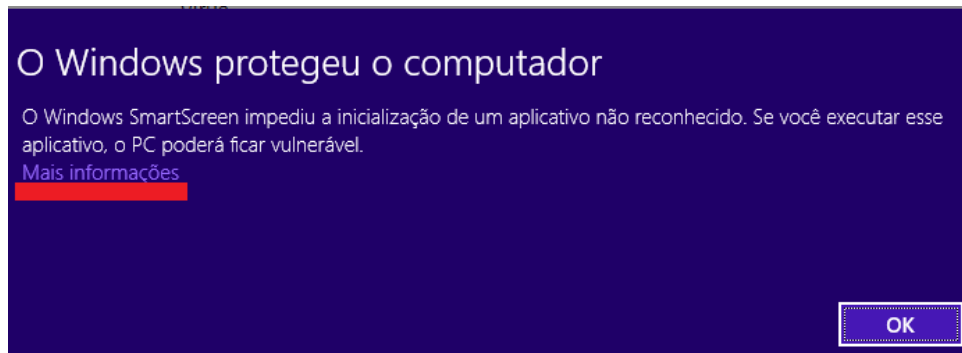 O Windows protegeu o computador
O Windows SmartScreen impediu a inicialização de um aplicativo não reconhecido. Se você executar esse
aplicativo, o PC poderá ficar vulnerável.
Mais informações
OK